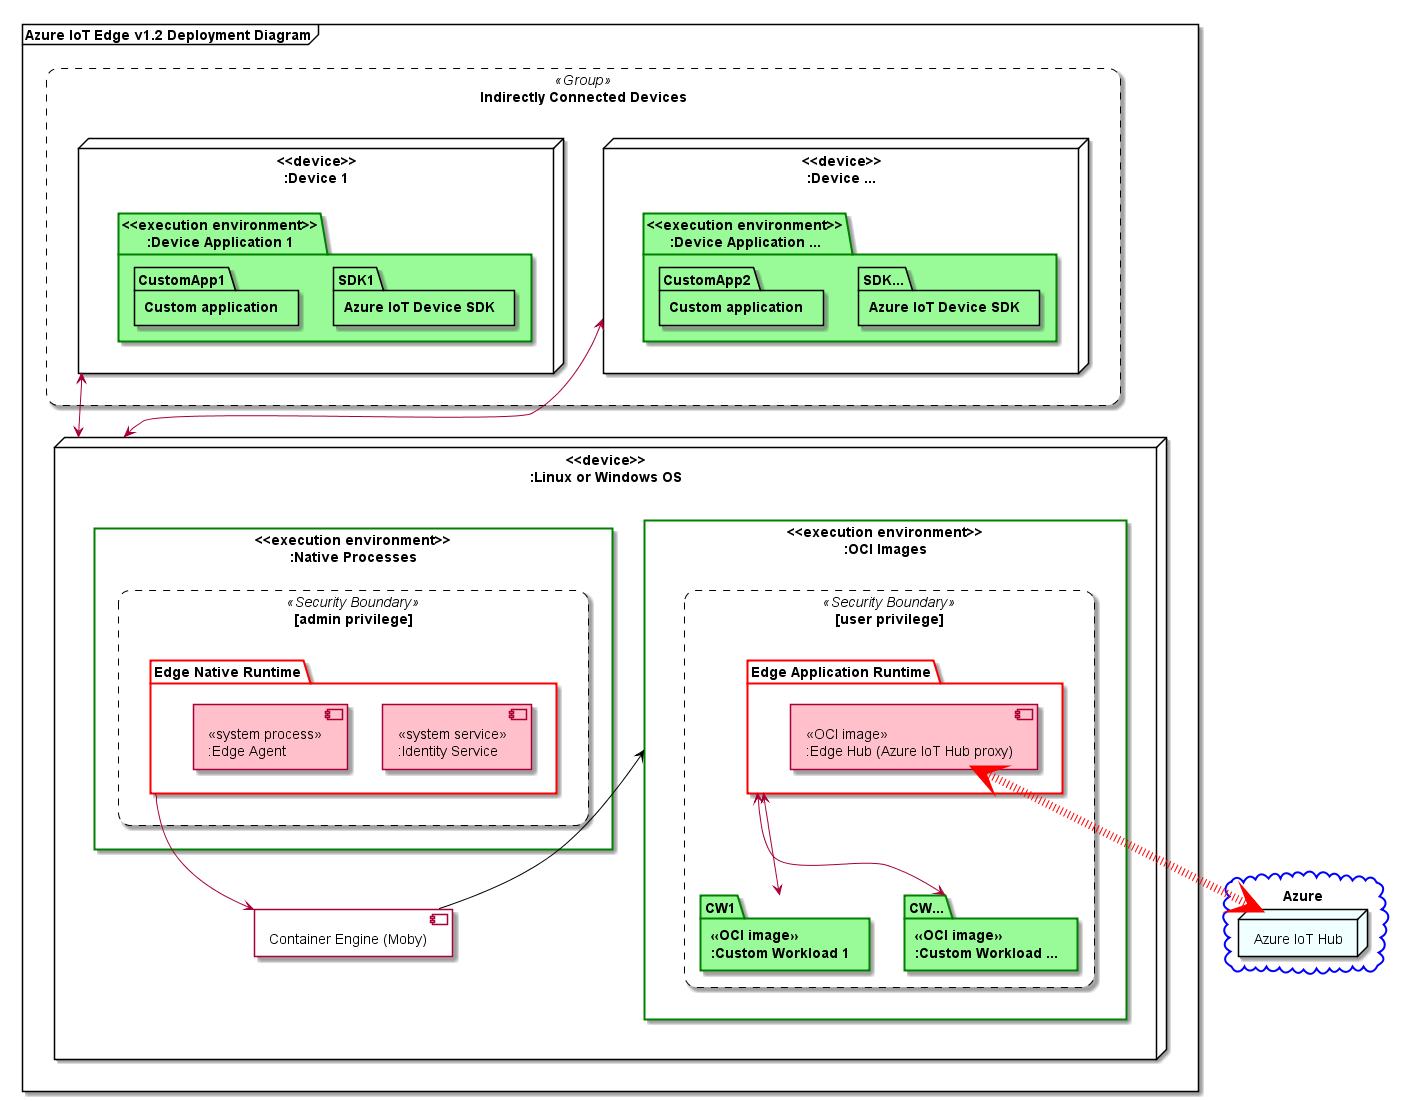 Azure IoT Edge v1.2 Deployment Diagram
«Group»
Indirectly Connected Devices
<<device>>
:Device 1
<<execution environment>>
:Device Application 1
CustomApp1
Custom application
SDK1
Azure IoT Device SDK
<<device>>
:Device ...
<<execution environment>>
:Device Application ...
CustomApp2
Custom application
SDK...
Azure IoT Device SDK
<<device>>
:Linux or Windows OS
<<execution environment>>
:Native Processes
«Security Boundary»
[admin privilege]
Edge Native Runtime
«system process»
:Edge Agent
«system service»
:Identity Service
Container Engine (Moby)
<<execution environment>>
:OCI Images
«Security Boundary»
[user privilege]
Edge Application Runtime
«OCI image»
:Edge Hub (Azure IoT Hub proxy)
CW1
«OCI image»
:Custom Workload 1
CW...
«OCI image»
:Custom Workload ...
Azure
Azure IoT Hub